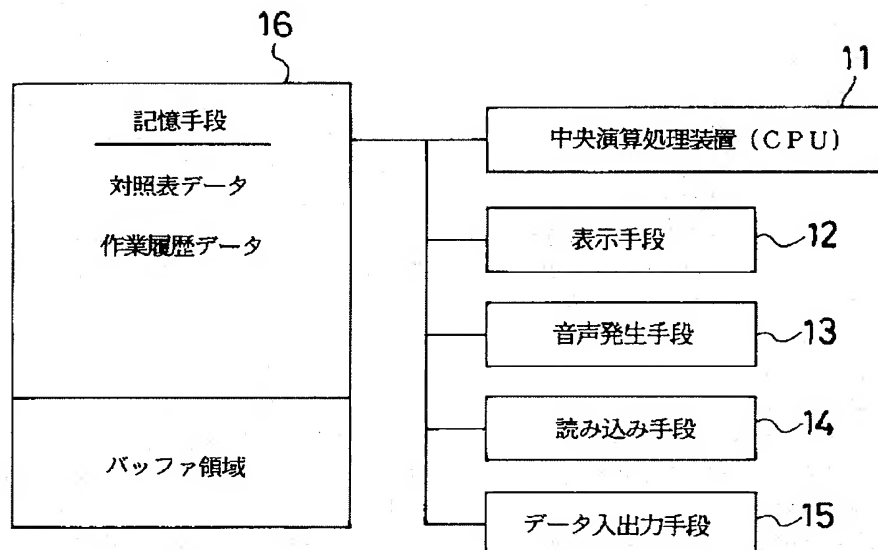 16
記憶手段
対照表データ
作業履歴データ
バッファ領域
11
中央演算処理装置(CPU)
表示手段 12
音声発生手段 13
読み込み手段 14
データ入出力手段 15